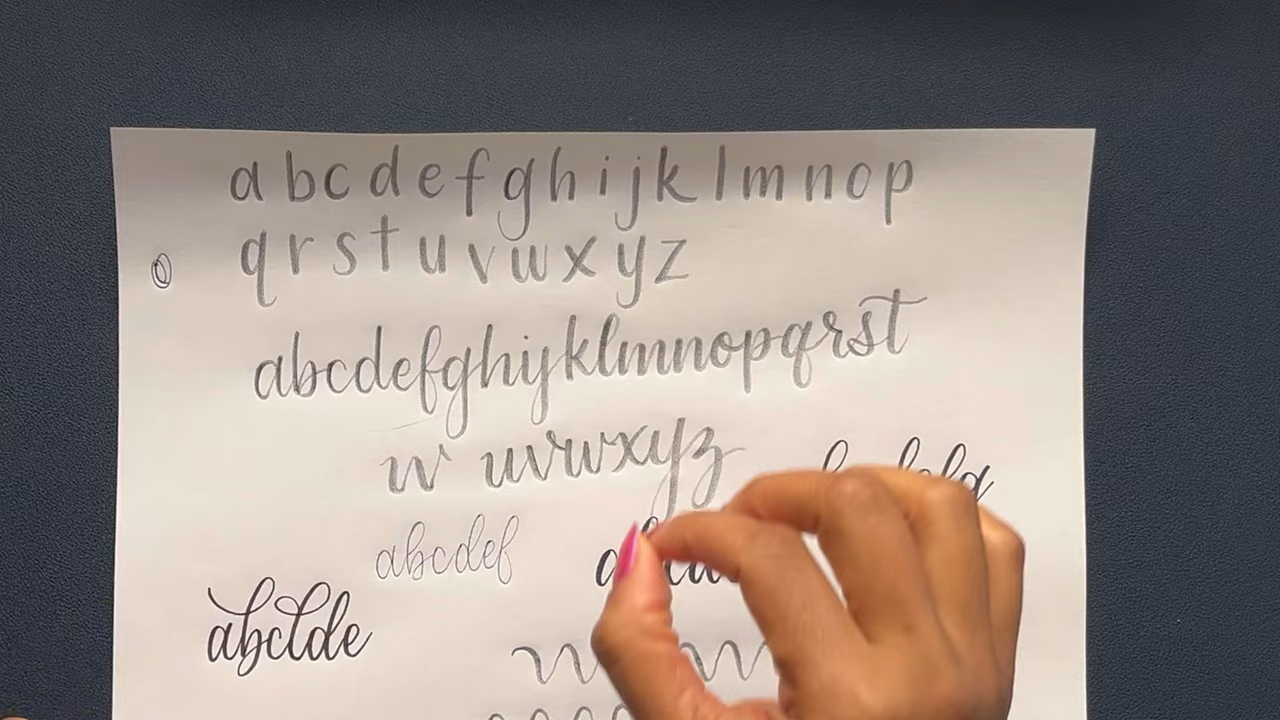 a b c d e f g h i j k l m n o p
q r s t u v w x y z
abcdefghijklmnopqrst
w uvwxyz
abcdef
abclde